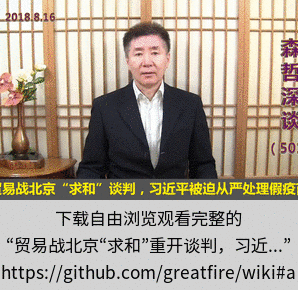 2018.8.16
森
哲
深
谈
(50
贸易战北京“求和”谈判，习近平被迫从严处理假疫苗
下载自由浏览观看完整的
“贸易战北京“求和”重开谈判，习近...”
https://github.com/greatfire/wiki#a